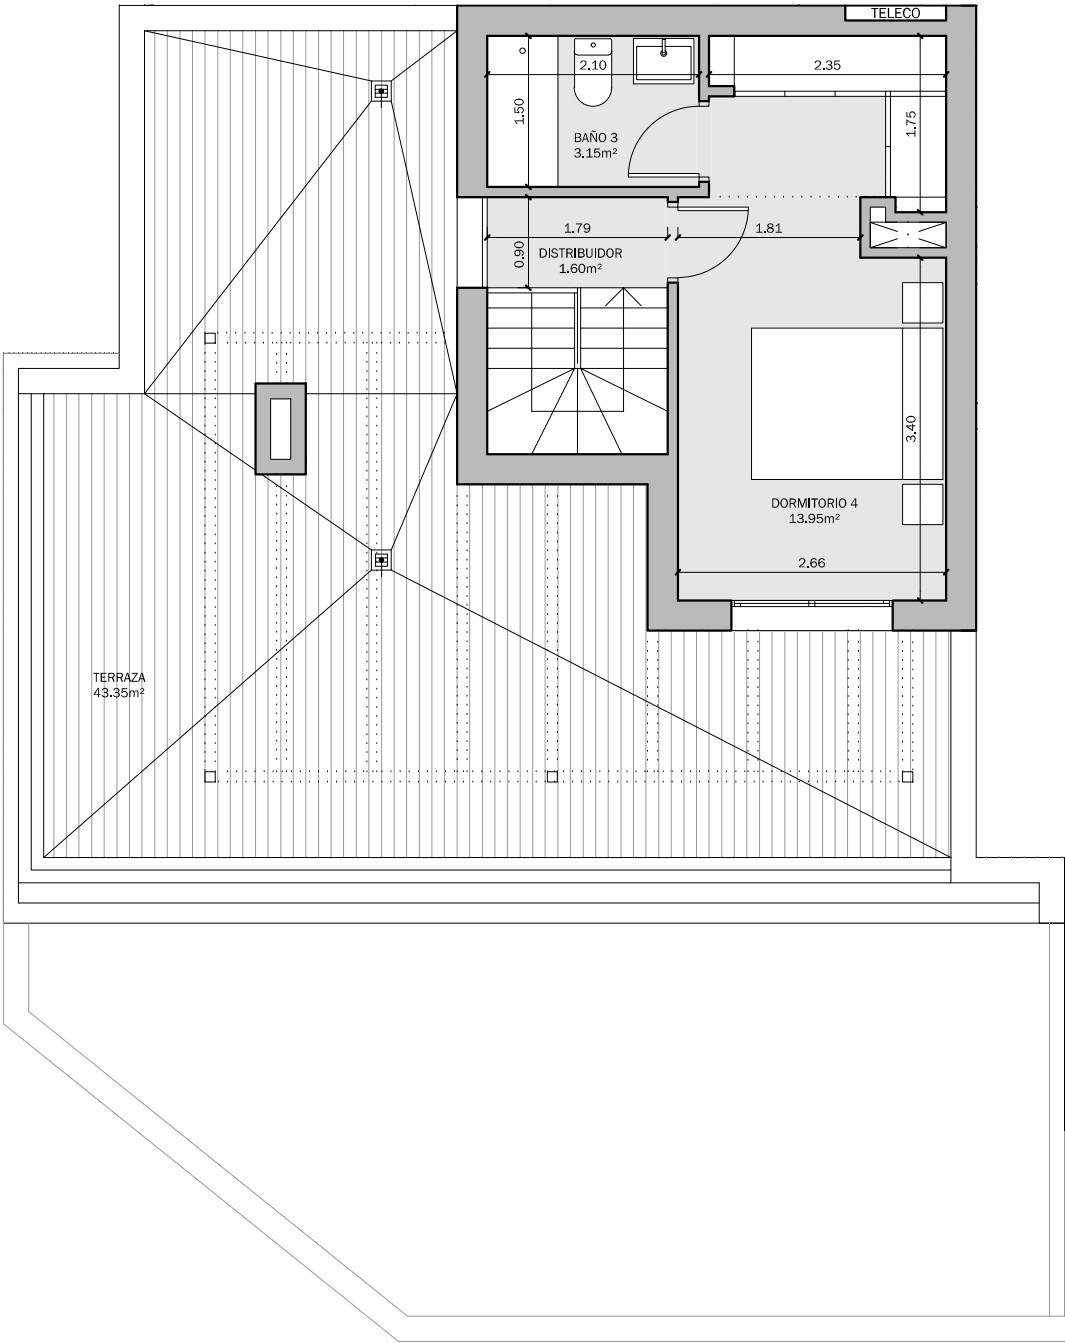 TELECO
2.10
2.35
1.50
1.75
BAÑO 3
3.15m²
1.79
1.81
0.90
DISTRIBUIDOR
1.60m²
3.40
DORMITORIO 4
13.95m²
2.66
TERRAZA
43.35m²